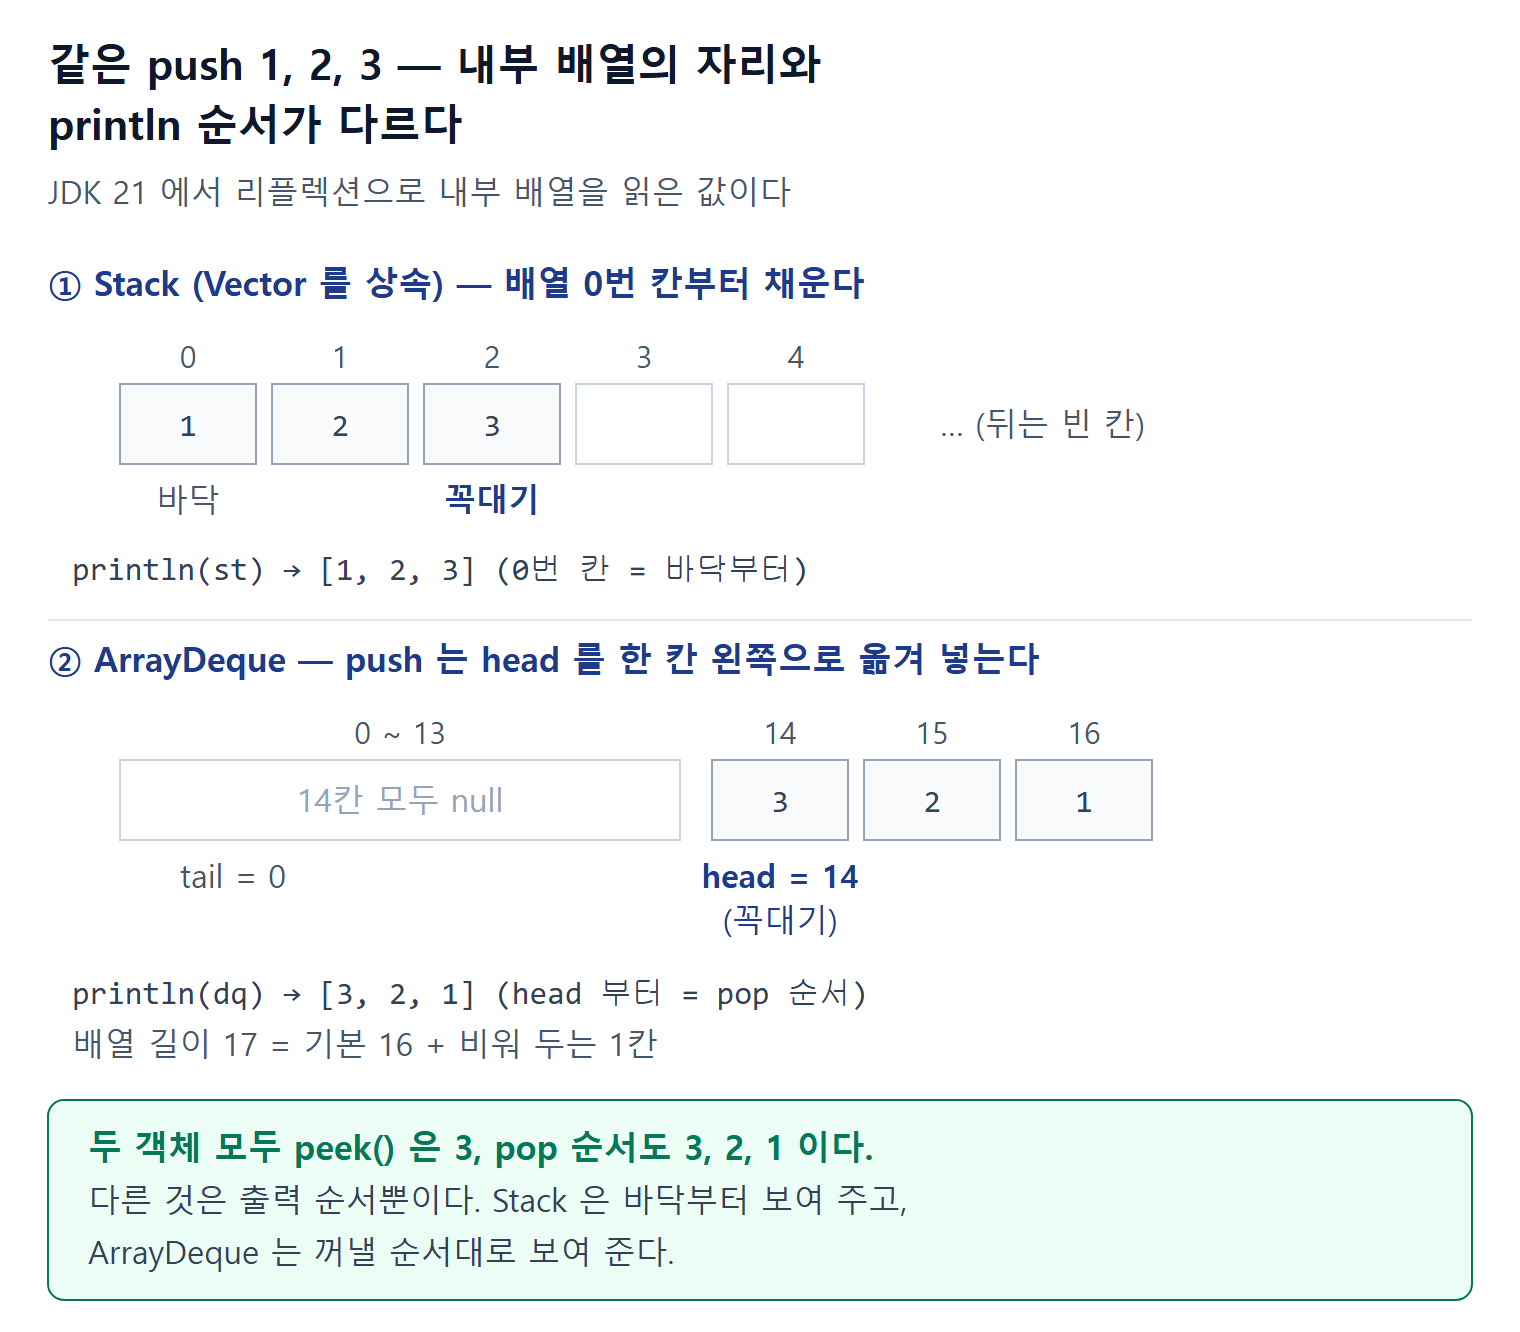 같은 push 1, 2, 3 — 내부 배열의 자리와
println 순서가 다르다
JDK 21 에서 리플렉션으로 내부 배열을 읽은 값이다
① Stack (Vector 를 상속) — 배열 0번 칸부터 채운다
0 1 2 3 4
1 2 3 ... (뒤는 빈 칸)
바닥 꼭대기
println(st) → [1, 2, 3] (0번 칸 = 바닥부터)
② ArrayDeque — push 는 head 를 한 칸 왼쪽으로 옮겨 넣는다
0 ~ 13 14 15 16
14칸 모두 null 3 2 1
tail = 0 head = 14
(꼭대기)
println(dq) → [3, 2, 1] (head 부터 = pop 순서)
배열 길이 17 = 기본 16 + 비워 두는 1칸
두 객체 모두 peek() 은 3, pop 순서도 3, 2, 1 이다.
다른 것은 출력 순서뿐이다. Stack 은 바닥부터 보여 주고,
ArrayDeque 는 꺼낼 순서대로 보여 준다.